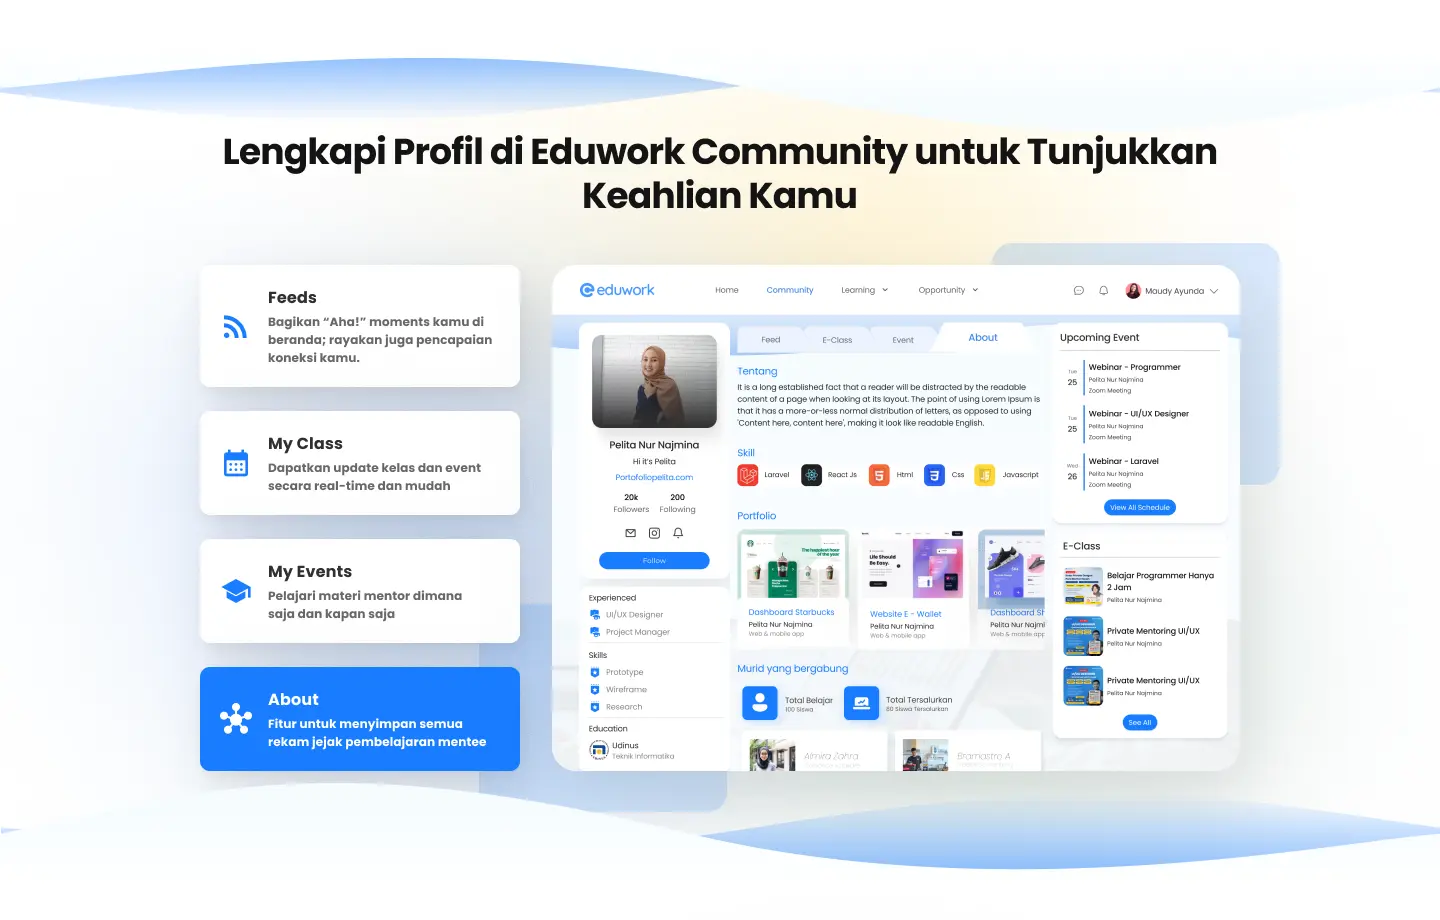 Lengkapi Profil di Eduwork Community untuk Tunjukkan
Keahlian Kamu
Feeds
Bagikan “Aha!” moments kamu di
beranda; rayakan juga pencapaian
koneksi kamu.
My Class
Dapatkan update kelas dan event
secara real-time dan mudah
My Events
Pelajari materi mentor dimana
saja dan kapan saja
About
Fitur untuk menyimpan semua
rekam jejak pembelajaran mentee
eduwork
Home
Community
Learning
Opportunity
Maudy Ayunda
Pelita Nur Najmina
Hi it's Pelita
Portofoliopelita.com
20k
200
Followers
Following
Follow
Experienced
UI/UX Designer
Project Manager
Skills
Prototype
Wireframe
Research
Education
Udinus
Teknik Informatika
Feed
E-Class
Event
About
Tentang
It is a long established fact that a reader will be distracted by the readable
content of a page when looking at its layout. The point of using Lorem Ipsum is
that it has a more-or-less normal distribution of letters, as opposed to using
'Content here, content here', making it look like readable English.
Skill
Laravel
React Js
Html
Css
Javascript
Portfolio
The happiest hour
of the year
Life Should
Be Easy.
Dashboard Starbucks
Pelita Nur Najmina
Web & mobile app
Website E - Wallet
Pelita Nur Najmina
Web & mobile app
Dashboard Sh
Pelita Nur Najmi
Web & mobile app
Murid yang bergabung
Total Belajar
100 Siswa
Total Tersalurkan
80 Siswa Tersalurkan
Almira Zahra
Bramastro A
Upcoming Event
Tue
25
Webinar - Programmer
Pelita Nur Najmina
Zoom Meeting
Tue
25
Webinar - UI/UX Designer
Pelita Nur Najmina
Zoom Meeting
Wed
26
Webinar - Laravel
Pelita Nur Najmina
Zoom Meeting
View All Schedule
E-Class
Belajar Programmer Hanya
2 Jam
Pelita Nur Najmina
Private Mentoring UI/UX
Pelita Nur Najmina
Private Mentoring UI/UX
Pelita Nur Najmina
See All